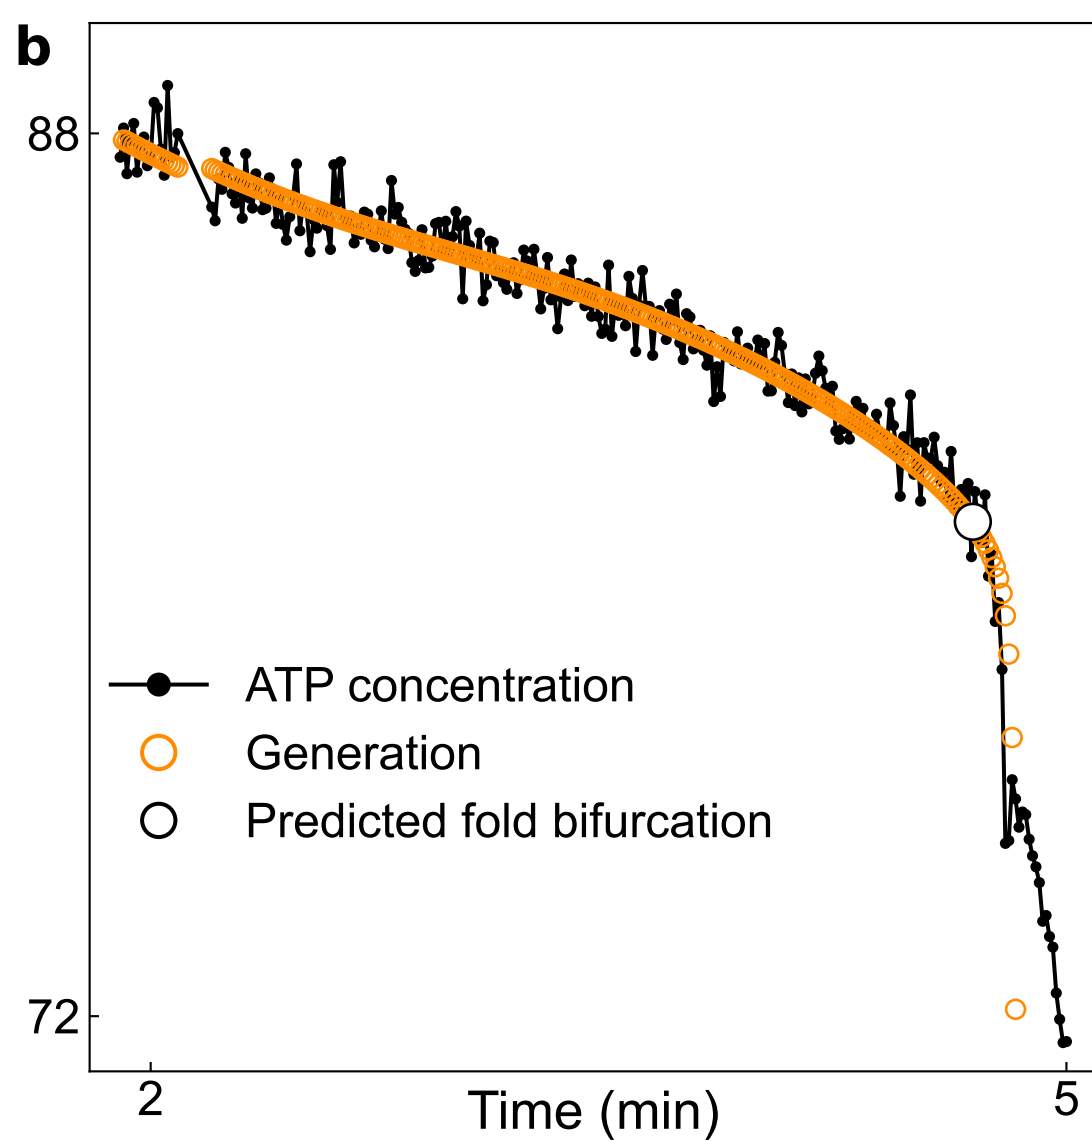 b
88
ATP concentration
Generation
Predicted fold bifurcation
72
2
5
Time (min)